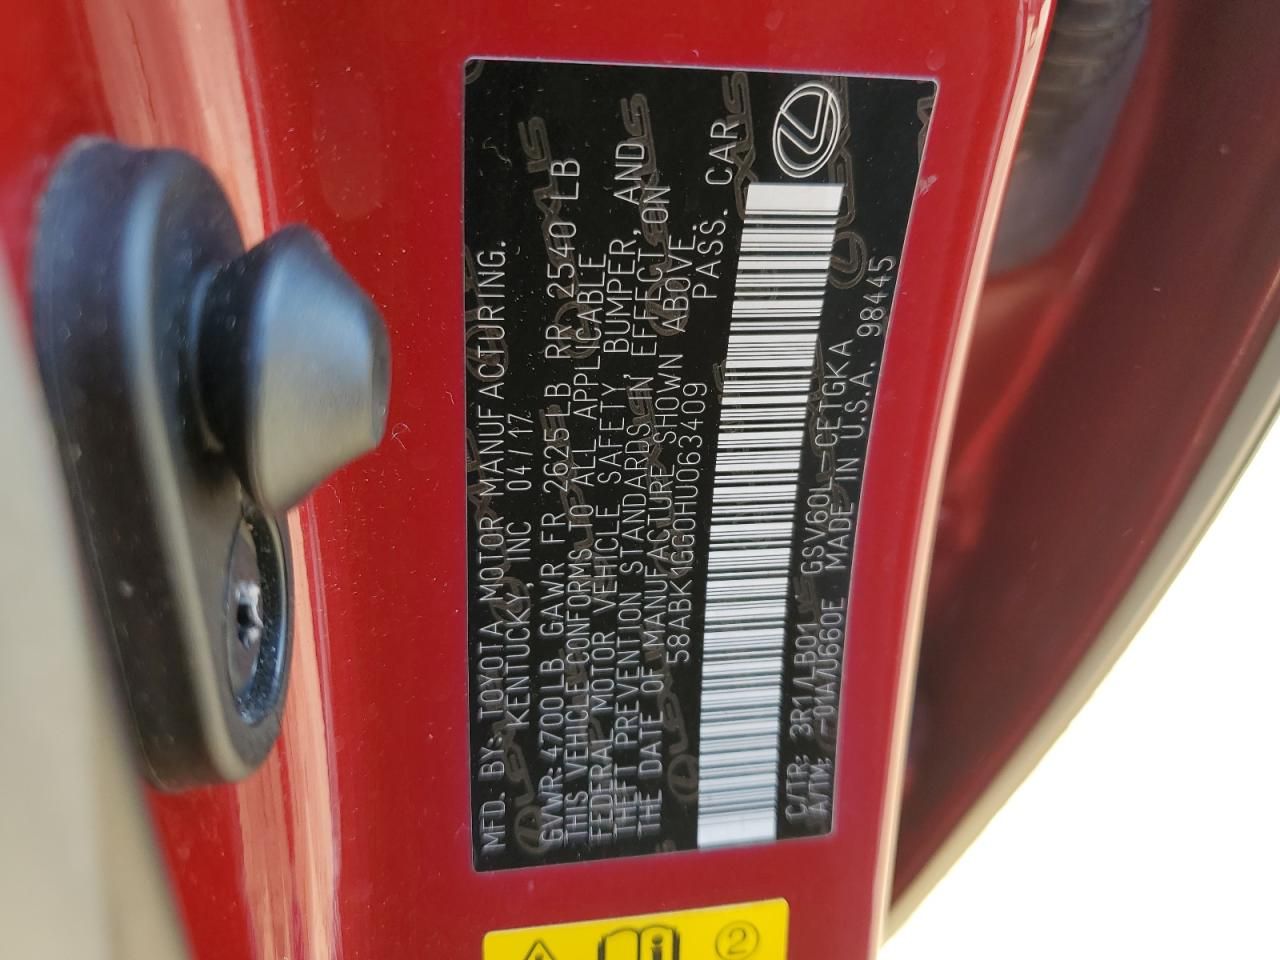 MFD. BY: TOYOTA MOTOR MANUFACTURING.
KENTUCKY, INC 04/17
GVWR: 4700LB GAWR FR 2625LB RR 2540 LB
THIS VEHICLE CONFORMS TO ALL APPLICABLE
FEDERAL MOTOR VEHICLE SAFETY, BUMPER, AND
THEFT PREVENTION STANDARDS IN EFFECT ON
THE DATE OF MANUFACTURE SHOWN ABOVE.
58ABK1GG0HU063409 PASS. CAR
C/TR: 3R1/LB01 GSV60L-CETGKA
A/TM: -01A/U660E MADE IN U.S.A. 98445
2